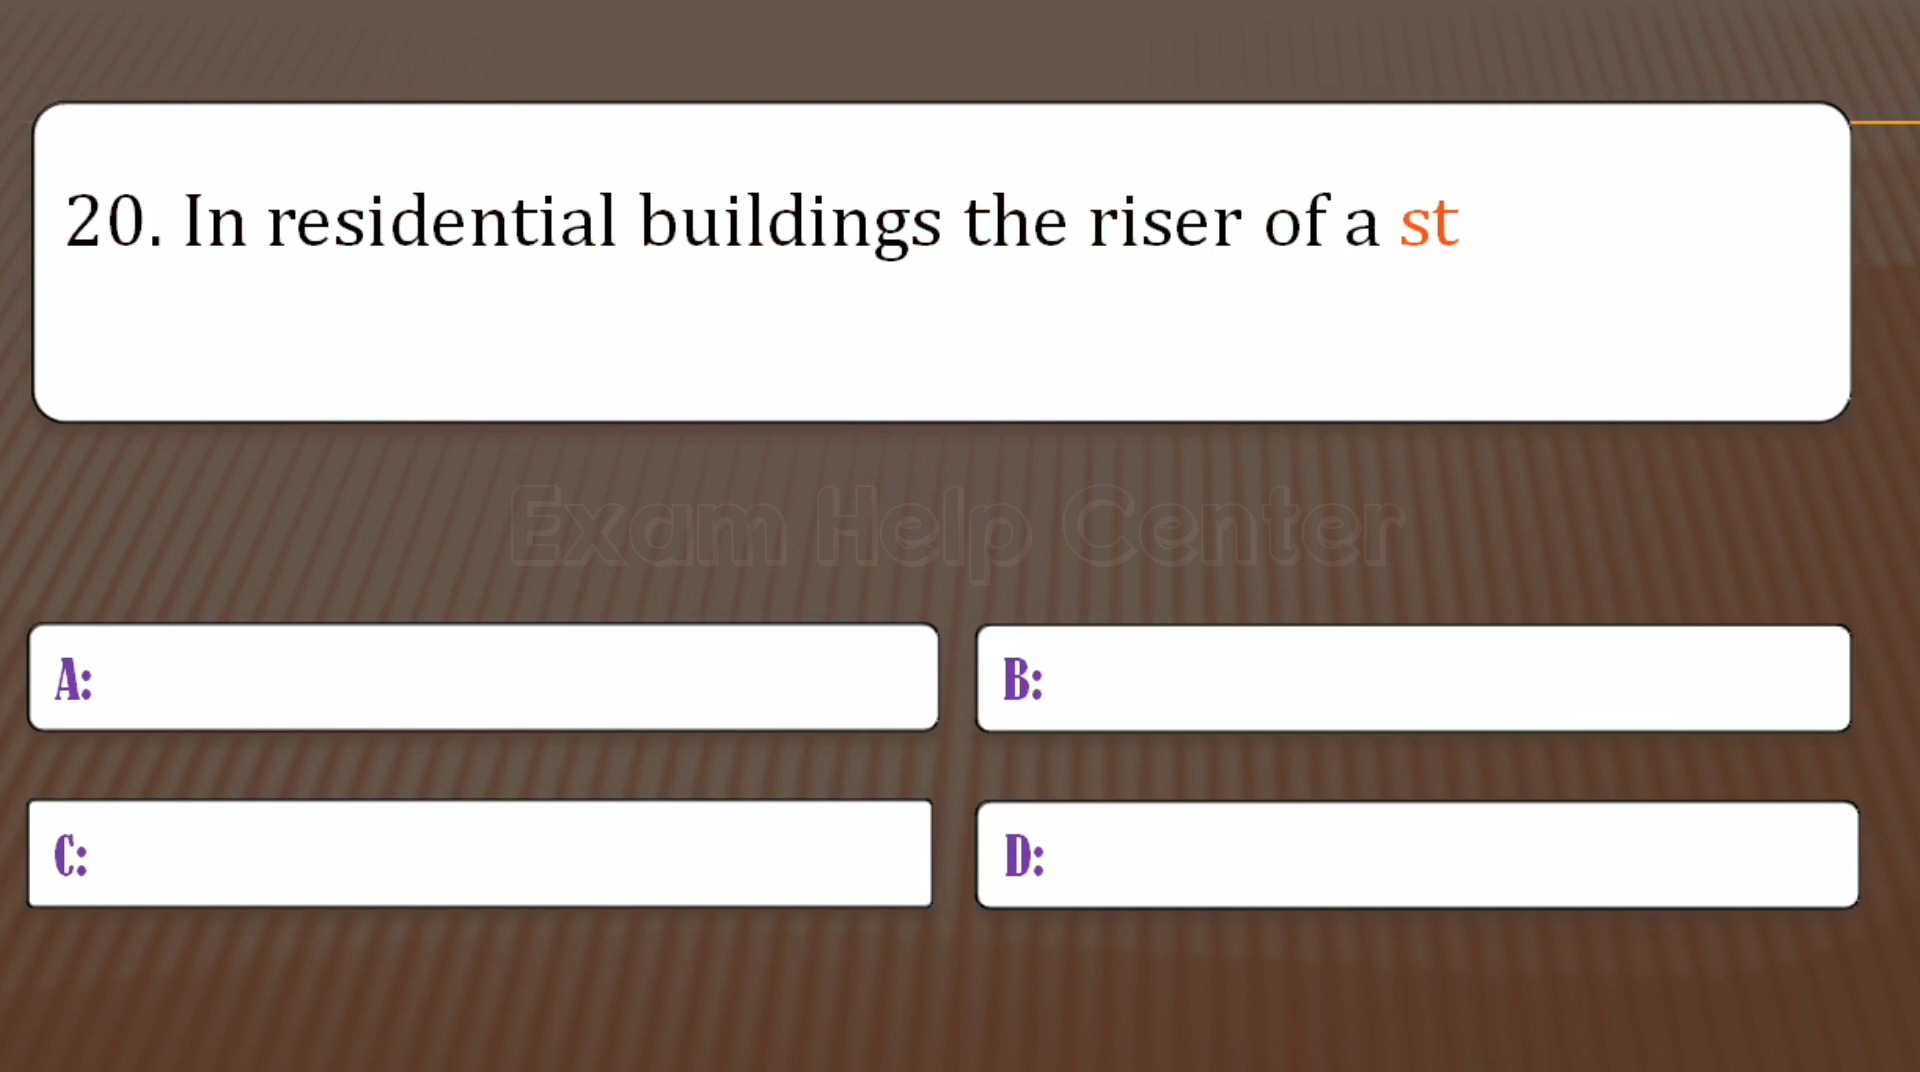 20. In residential buildings the riser of a st
Exam Help Center
A:
B:
C:
D: